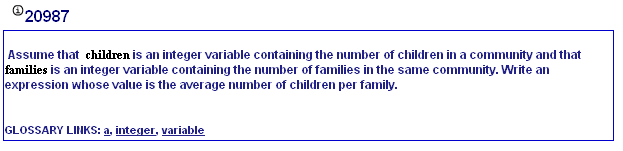 20987
Assume that children is an integer variable containing the number of children in a community and that
families is an integer variable containing the number of families in the same community. Write an
expression whose value is the average number of children per family.
GLOSSARY LINKS: a, integer, variable